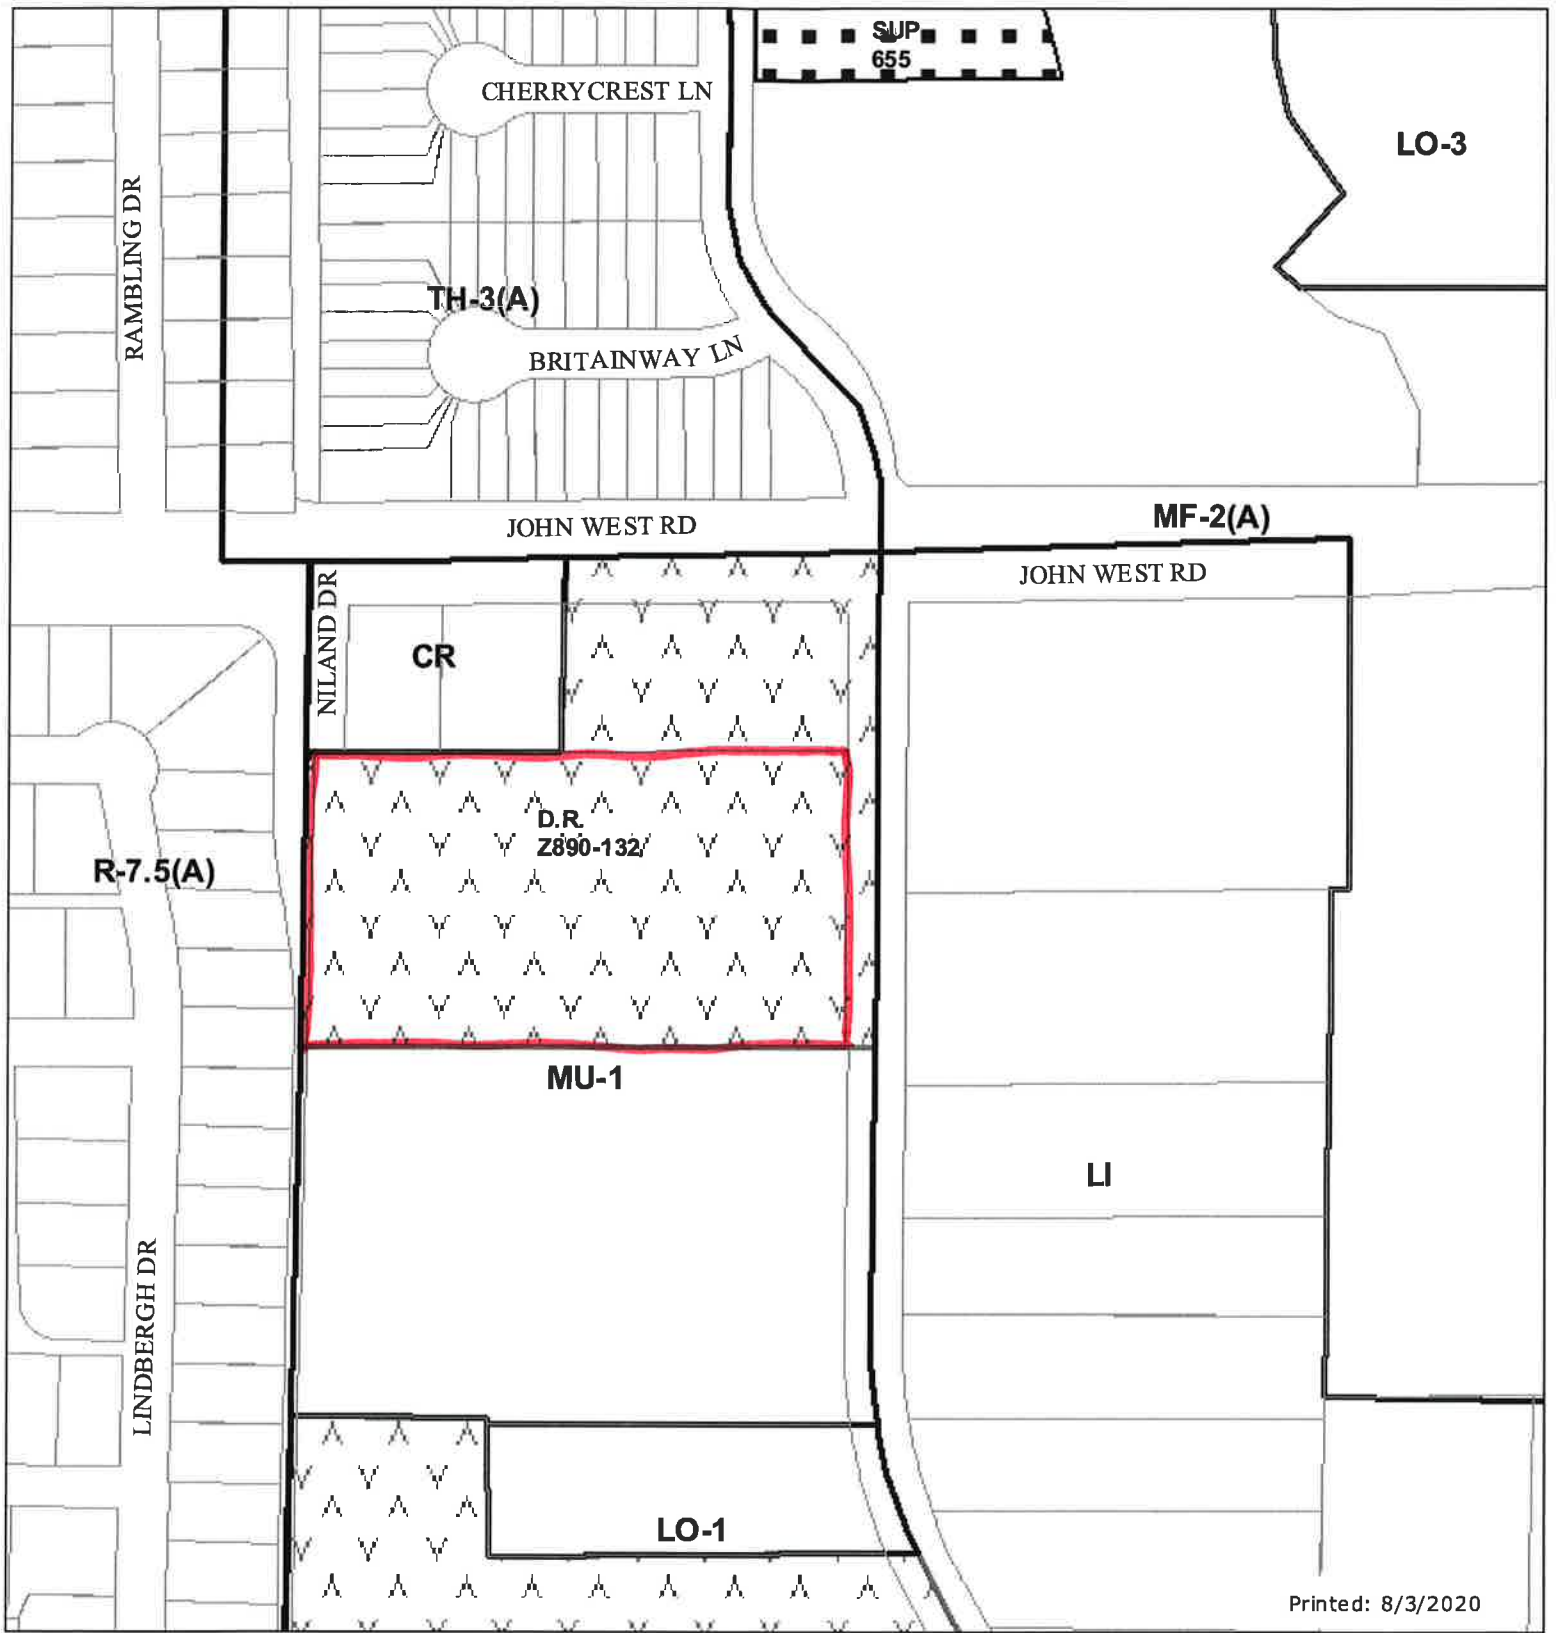 SUP
655
CHERRYCREST LN
LO-3
RAMBLING DR
TH-3(A)
BRITAINWAY LN
JOHN WEST RD
MF-2(A)
JOHN WEST RD
NILAND DR
CR
D.R.
Z890-132
R-7.5(A)
MU-1
LI
LINDBERGH DR
LO-1
Printed: 8/3/2020